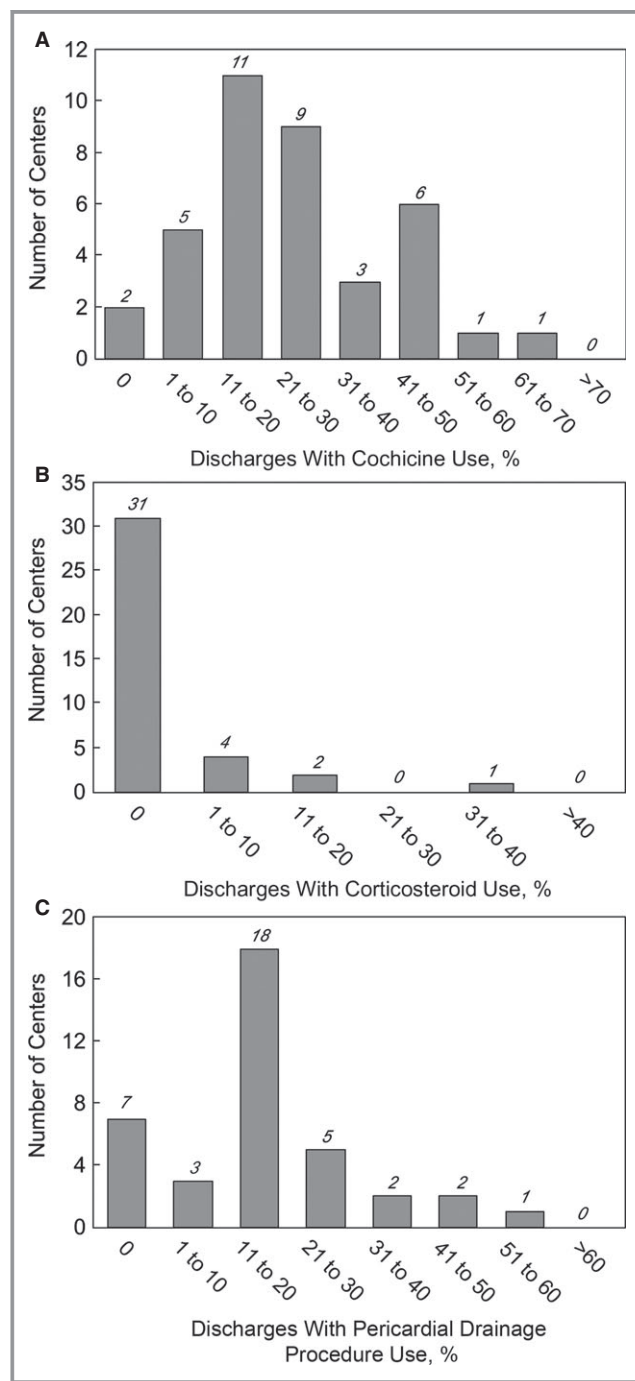 A
Number of Centers
12
10
8
6
4
2
0
2
5
11
9
3
6
1
1
0
0
1 to 10
11 to 20
21 to 30
31 to 40
41 to 50
51 to 60
61 to 70
>70
Discharges With Cochicine Use, %
B
Number of Centers
35
30
25
20
15
10
5
0
31
4
2
0
1
0
0
1 to 10
11 to 20
21 to 30
31 to 40
>40
Discharges With Corticosteroid Use, %
C
Number of Centers
20
16
12
8
4
0
7
3
18
5
2
2
1
0
0
1 to 10
11 to 20
21 to 30
31 to 40
41 to 50
51 to 60
>60
Discharges With Pericardial Drainage
Procedure Use, %